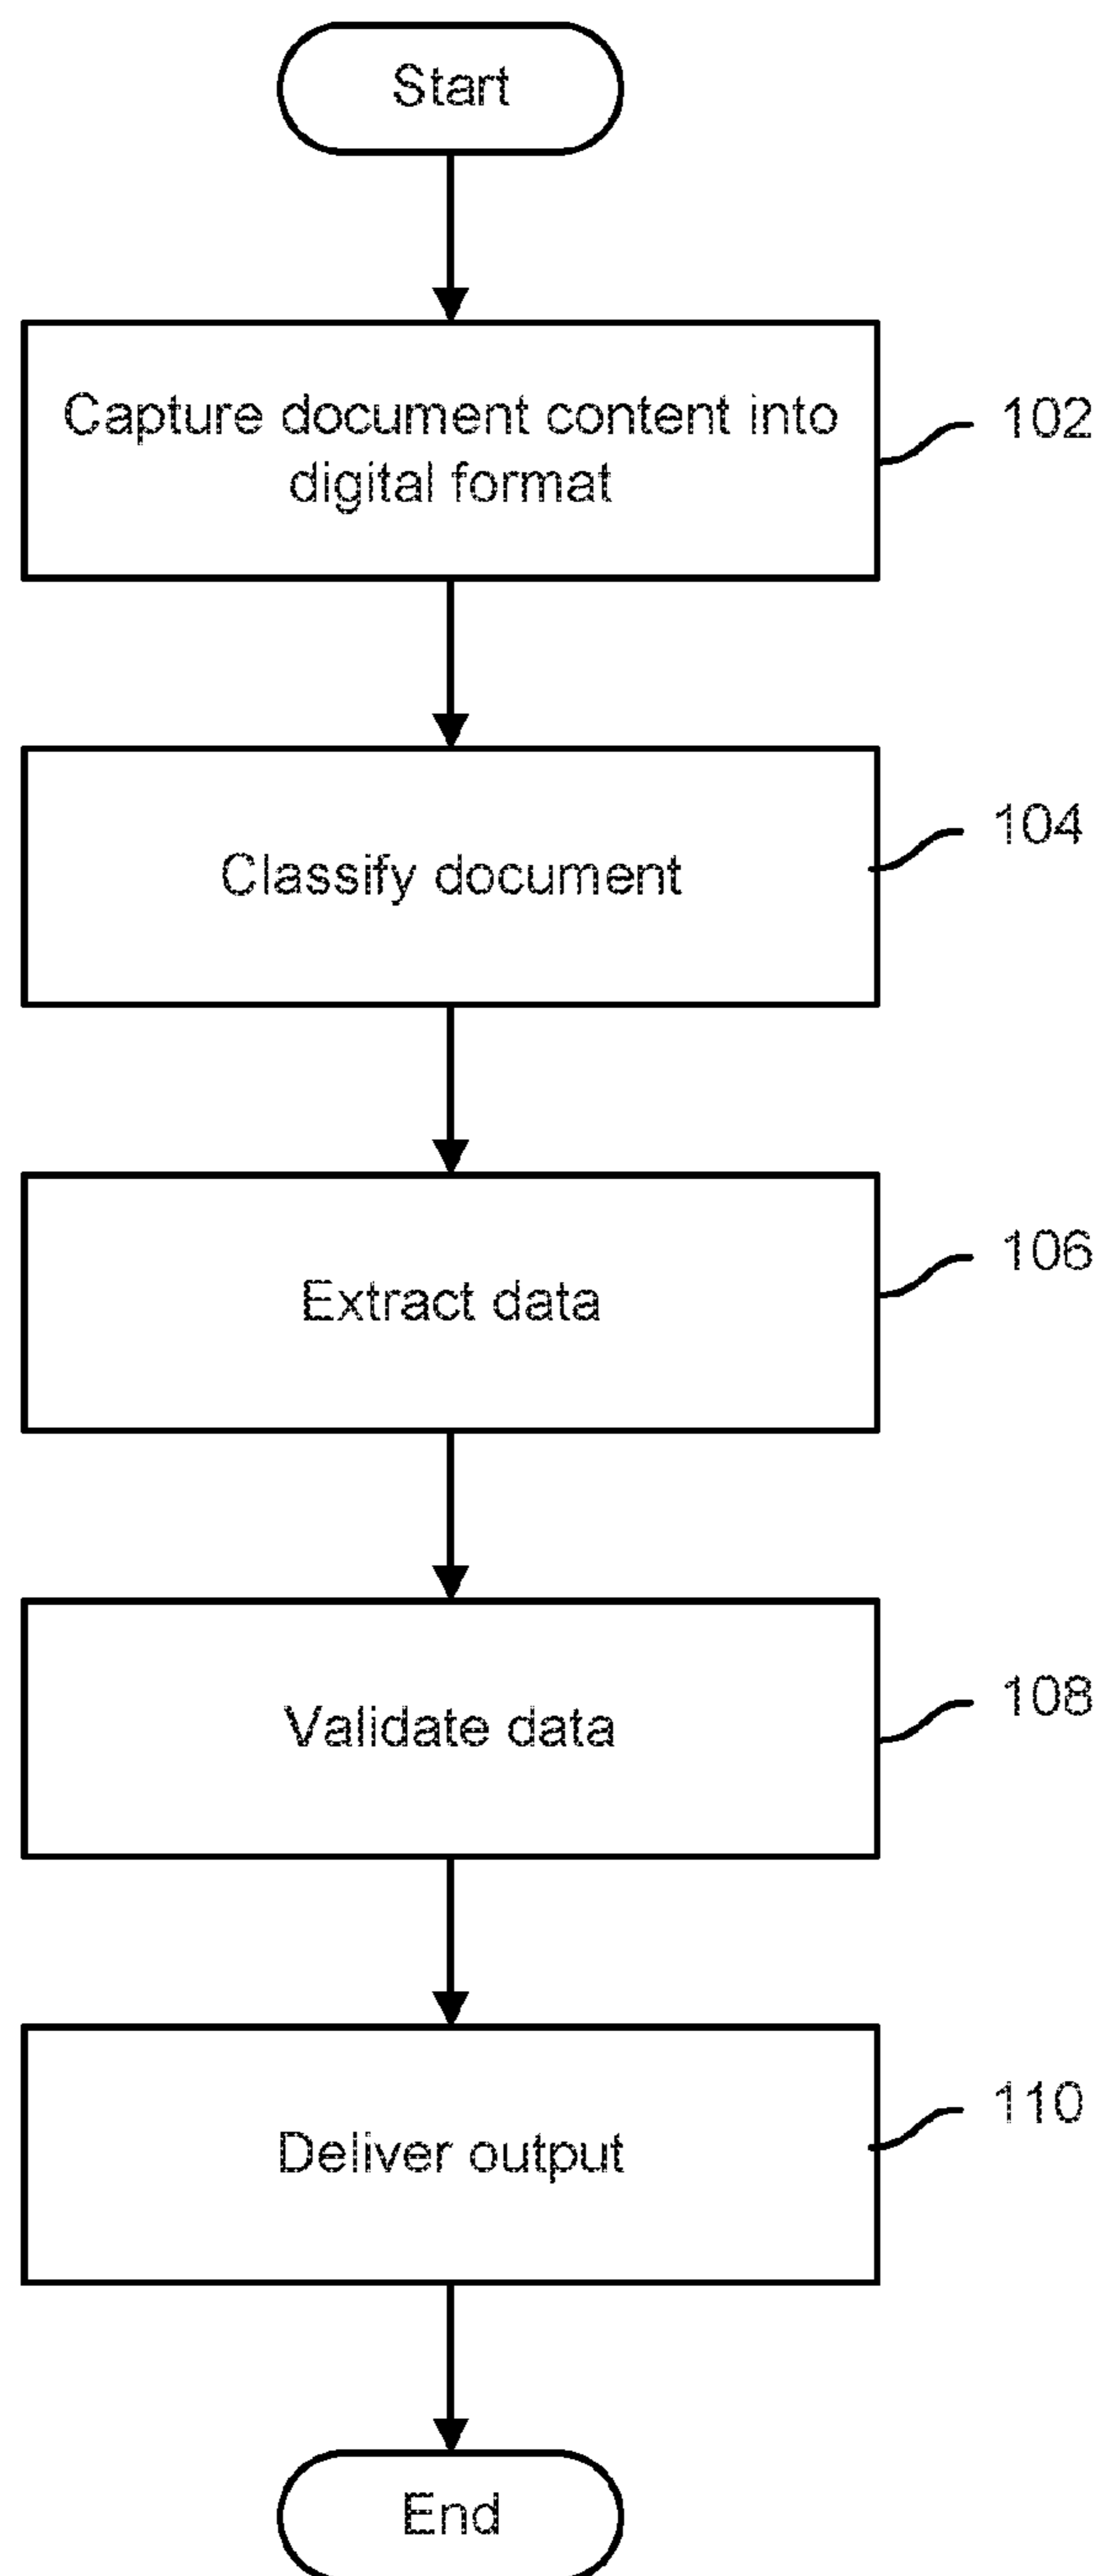 Start
Capture document content into
digital format
102
Classify document
104
Extract data
106
Validate data
108
Deliver output
110
End